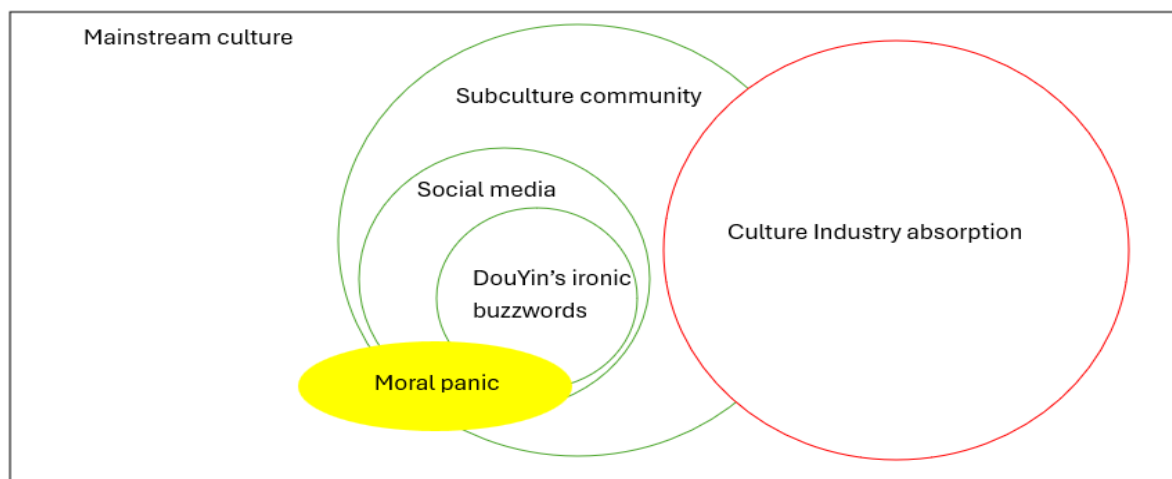 Mainstream culture
Subculture community
Social media
Culture Industry absorption
DouYin’s ironic
buzzwords
Moral panic